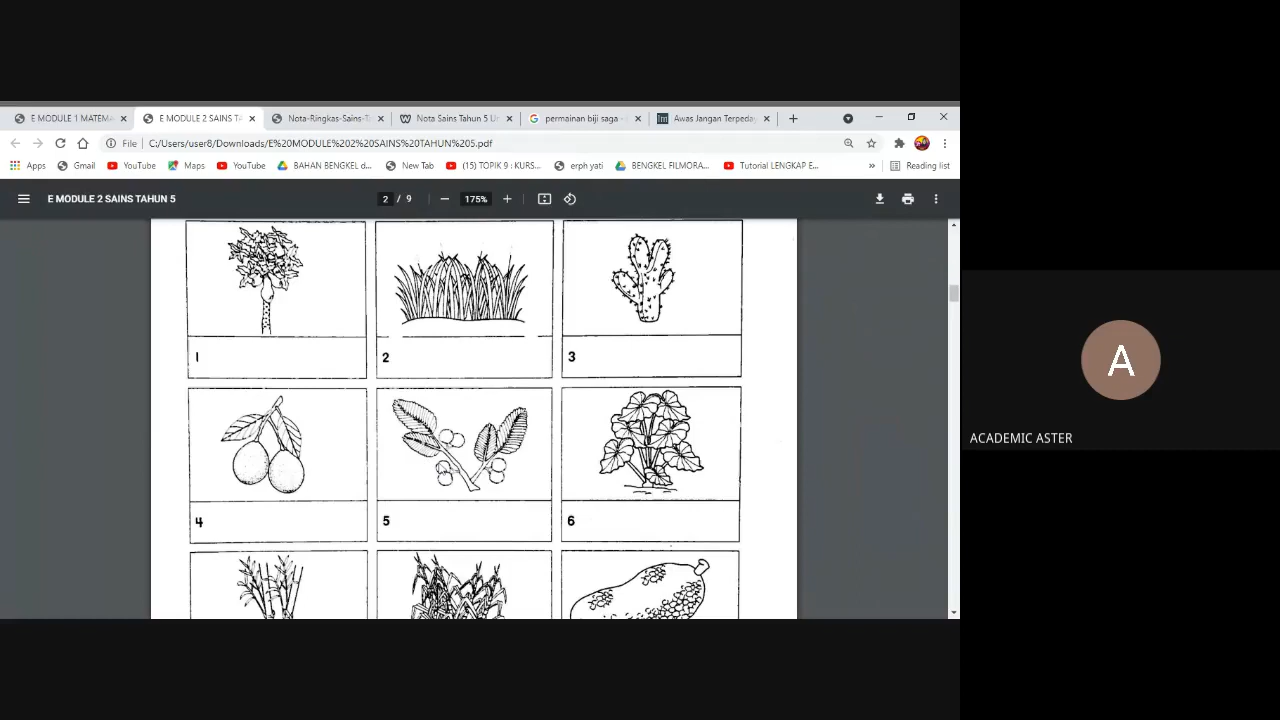 E MODULE 1 MATEM
E MODULE 2 SAINS TA
Nota-Ringkas-Sains-T
Nota Sains Tahun 5 U
permainan biji saga -
Awas Jangan Terpeda
File C:/Users/user8/Downloads/E%20MODULE%202%20SAINS%20TAHUN%205.pdf
Apps Gmail YouTube Maps YouTube BAHAN BENGKEL d... New Tab (15) TOPIK 9 : KURS... erph yati BENGKEL FILMORA... Tutorial LENGKAP E... » Reading list
E MODULE 2 SAINS TAHUN 5 2 / 9 − 175% +
1 2 3
4 5 6
A
ACADEMIC ASTER